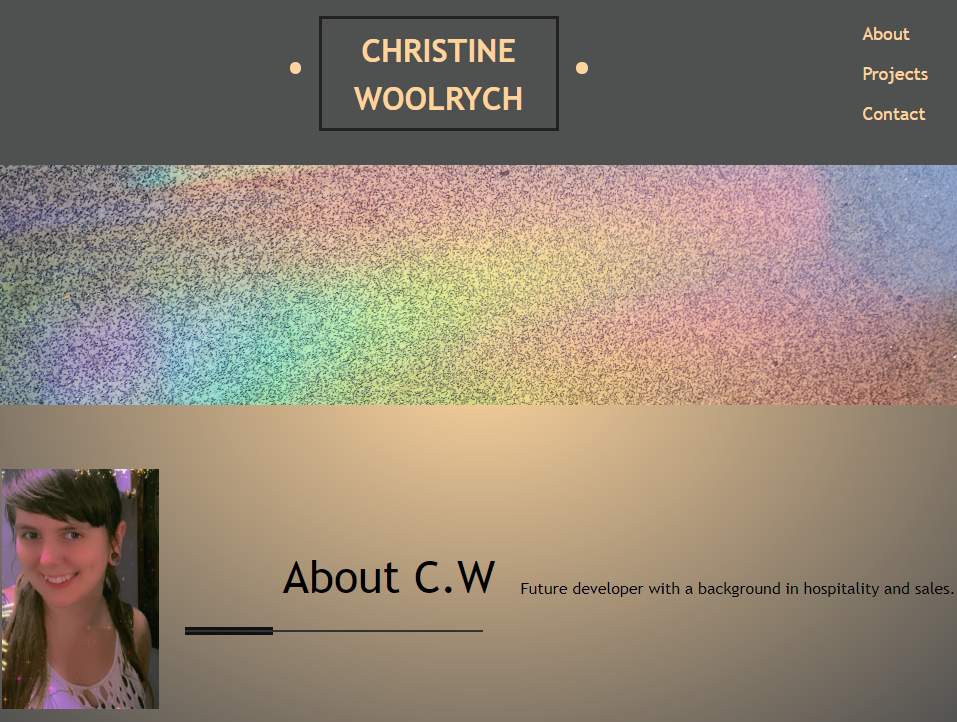 CHRISTINE
WOOLRYCH
About
Projects
Contact
About C.W
Future developer with a background in hospitality and sales.